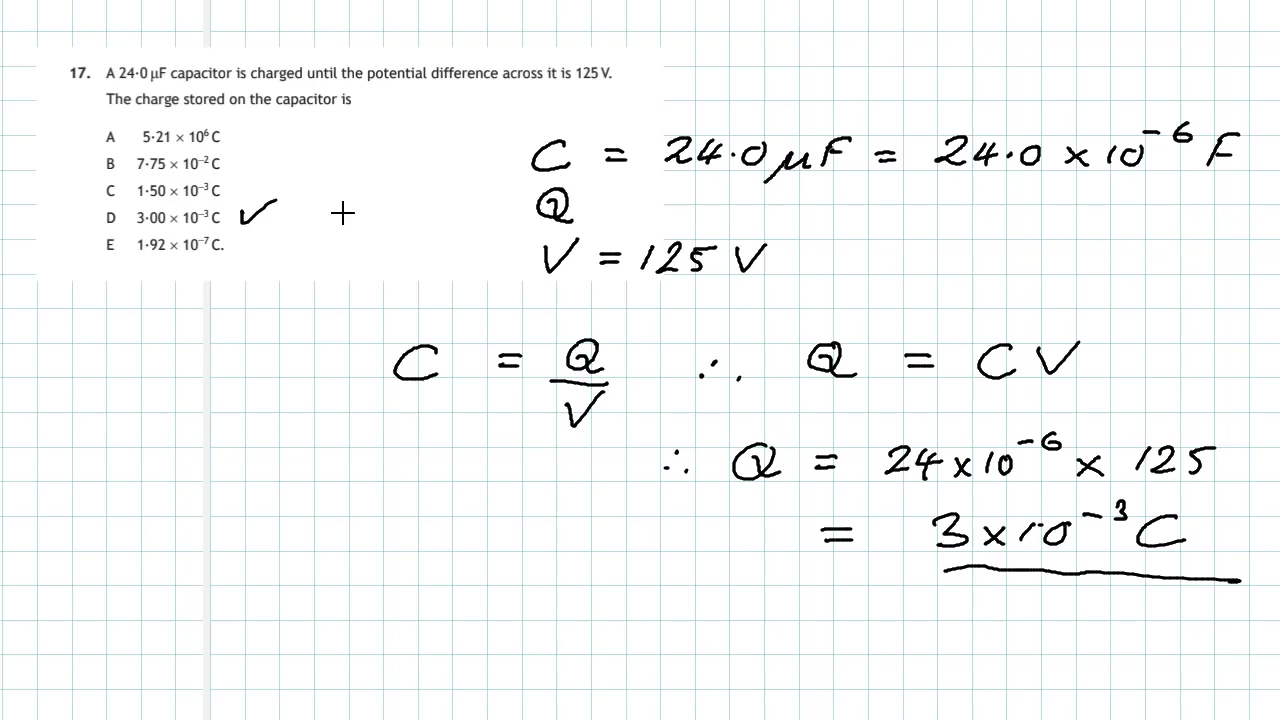 17. A 24·0 µF capacitor is charged until the potential difference across it is 125 V.
The charge stored on the capacitor is
A 5·21 × 10⁶ C
B 7·75 × 10⁻² C
C 1·50 × 10⁻³ C
D 3·00 × 10⁻³ C ✓
E 1·92 × 10⁻⁷ C.
C = 24.0 µF = 24.0 × 10⁻⁶ F
Q
V = 125 V
C = Q/V ∴ Q = CV
∴ Q = 24 × 10⁻⁶ × 125
= 3 × 10⁻³ C